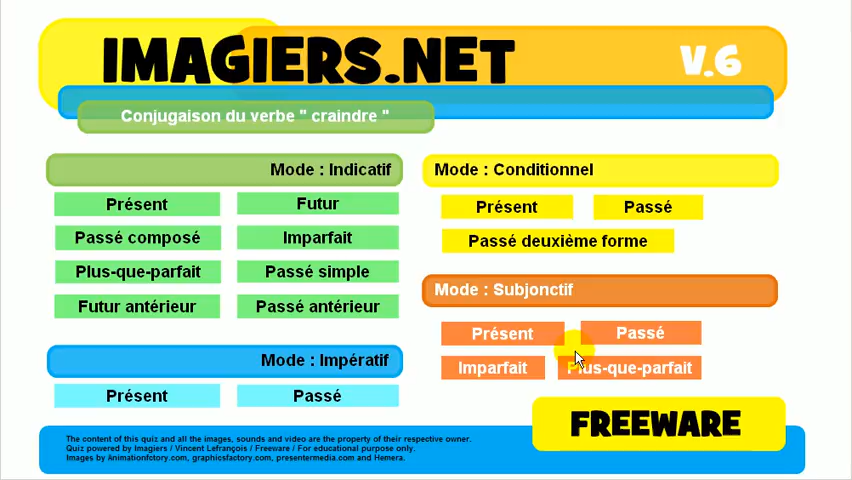 IMAGIERS.NET
V.6
Conjugaison du verbe " craindre "
Mode : Indicatif
Présent
Futur
Passé composé
Imparfait
Plus-que-parfait
Passé simple
Futur antérieur
Passé antérieur
Mode : Impératif
Présent
Passé
Mode : Conditionnel
Présent
Passé
Passé deuxième forme
Mode : Subjonctif
Présent
Passé
Imparfait
Plus-que-parfait
FREEWARE
The content of this quiz and all the images, sounds and video are the property of their respective owner.
Quiz powered by Imagiers / Vincent Lefrançois / Freeware / For educational purpose only.
Images by Animationfctory.com, graphicsfactory.com, presentermedia.com and Hemera.